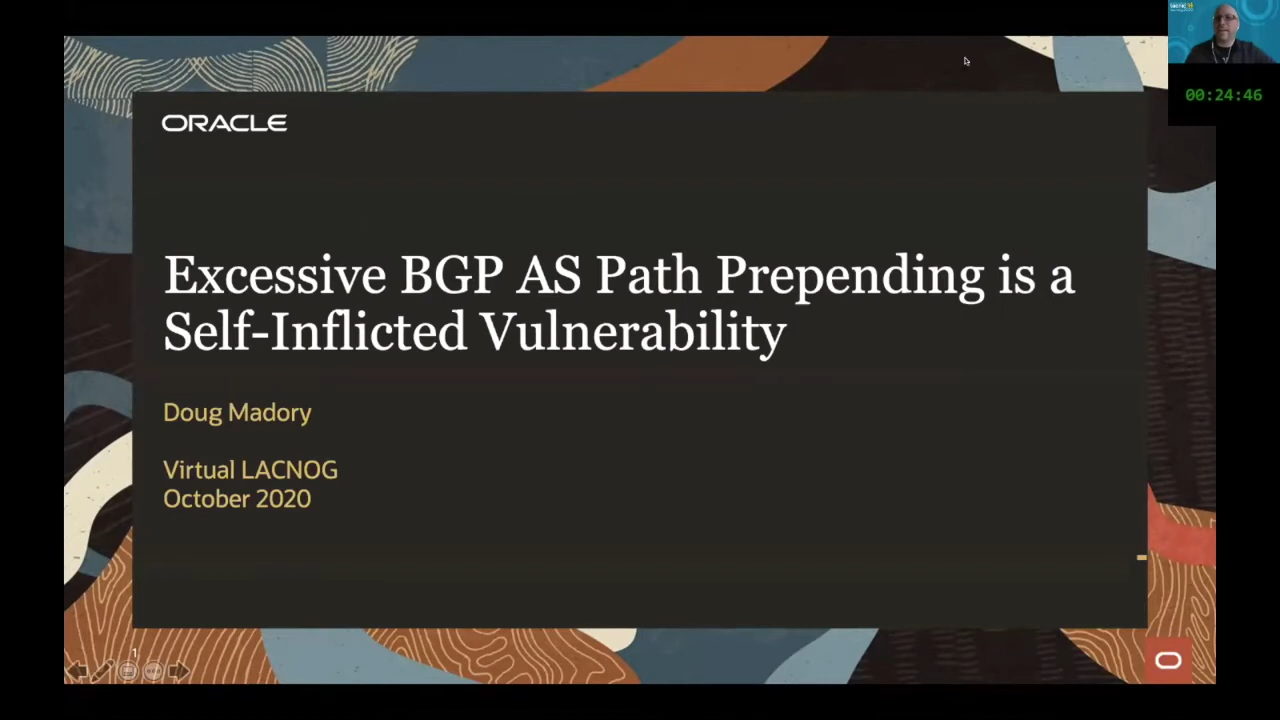 00:24:46
ORACLE
Excessive BGP AS Path Prepending is a
Self-Inflicted Vulnerability
Doug Madory
Virtual LACNOG
October 2020
1